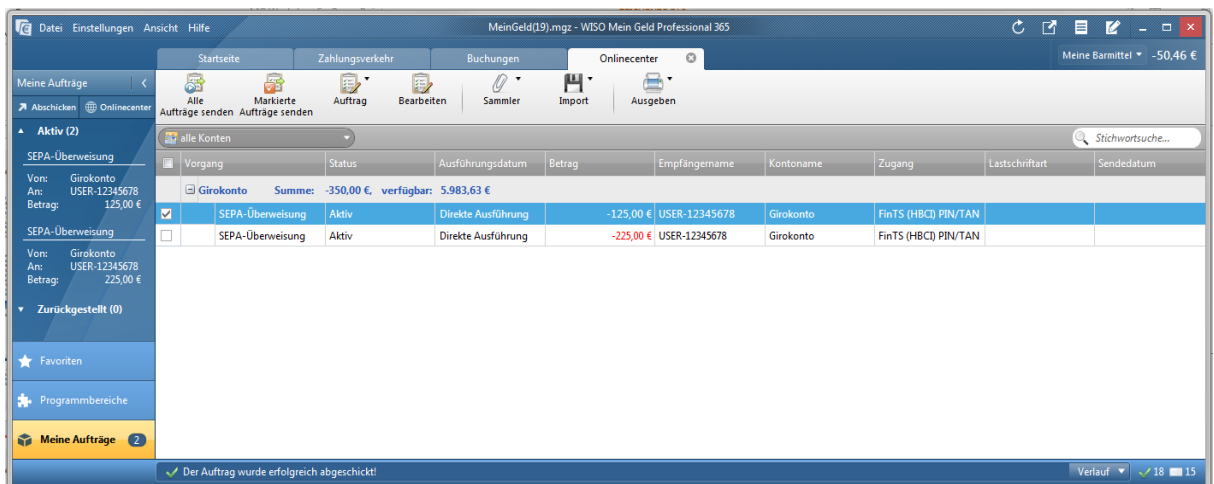 Datei Einstellungen Ansicht Hilfe MeinGeld(19).mgz - WISO Mein Geld Professional 365
Startseite Zahlungsverkehr Buchungen Onlinecenter Meine Barmittel -50,46 €
Meine Aufträge
Abschicken Onlinecenter
Alle Aufträge senden
Markierte Aufträge senden
Auftrag
Bearbeiten
Sammler
Import
Ausgeben
Aktiv (2)
SEPA-Überweisung
Von: Girokonto
An: USER-12345678
Betrag: 125,00 €
SEPA-Überweisung
Von: Girokonto
An: USER-12345678
Betrag: 225,00 €
Zurückgestellt (0)
Favoriten
Programmbereiche
Meine Aufträge 2
alle Konten Stichwortsuche...
Vorgang Status Ausführungsdatum Betrag Empfängername Kontoname Zugang Lastschriftart Sendedatum
Girokonto Summe: -350,00 €, verfügbar: 5.983,63 €
SEPA-Überweisung Aktiv Direkte Ausführung -125,00 € USER-12345678 Girokonto FinTS (HBCI) PIN/TAN
SEPA-Überweisung Aktiv Direkte Ausführung -225,00 € USER-12345678 Girokonto FinTS (HBCI) PIN/TAN
Der Auftrag wurde erfolgreich abgeschickt! Verlauf 18 15